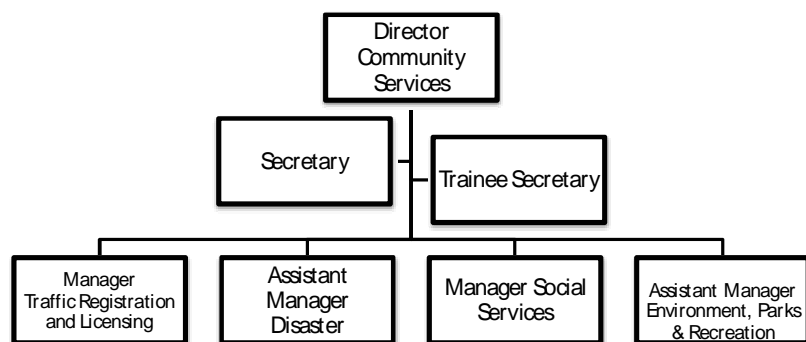 Director
Community
Services
Secretary
Trainee Secretary
Manager
Traffic Registration
and Licensing
Assistant
Manager
Disaster
Manager Social
Services
Assistant Manager
Environment, Parks
& Recreation